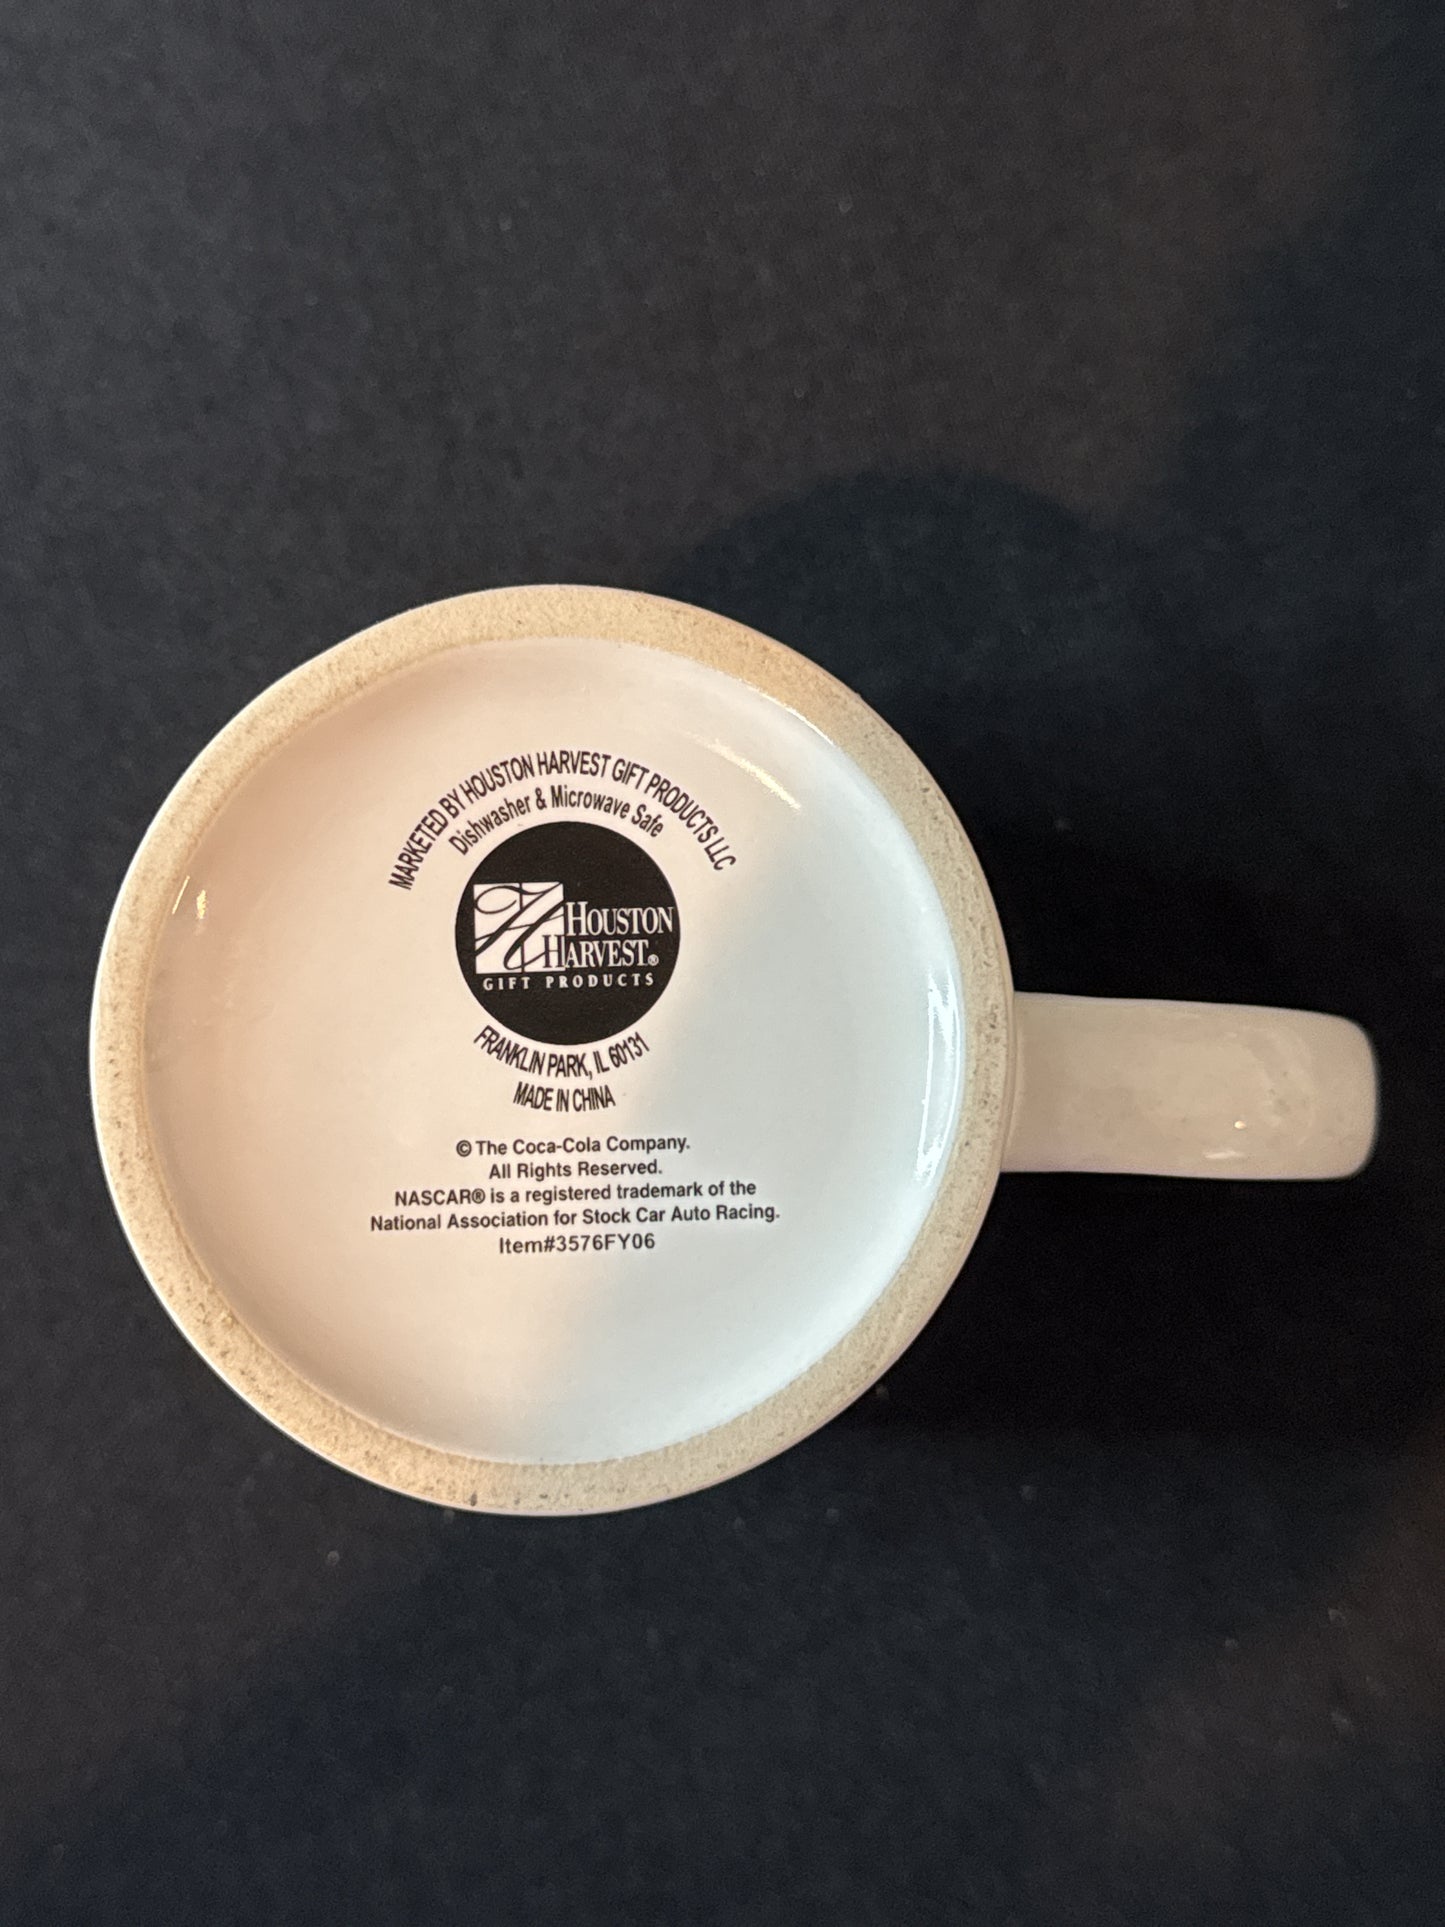 MARKETED BY HOUSTON HARVEST GIFT PRODUCTS LLC
Dishwasher & Microwave Safe
H HOUSTON
HARVEST®
GIFT PRODUCTS
FRANKLIN PARK, IL 60131
MADE IN CHINA
© The Coca-Cola Company.
All Rights Reserved.
NASCAR® is a registered trademark of the
National Association for Stock Car Auto Racing.
Item#3576FY06